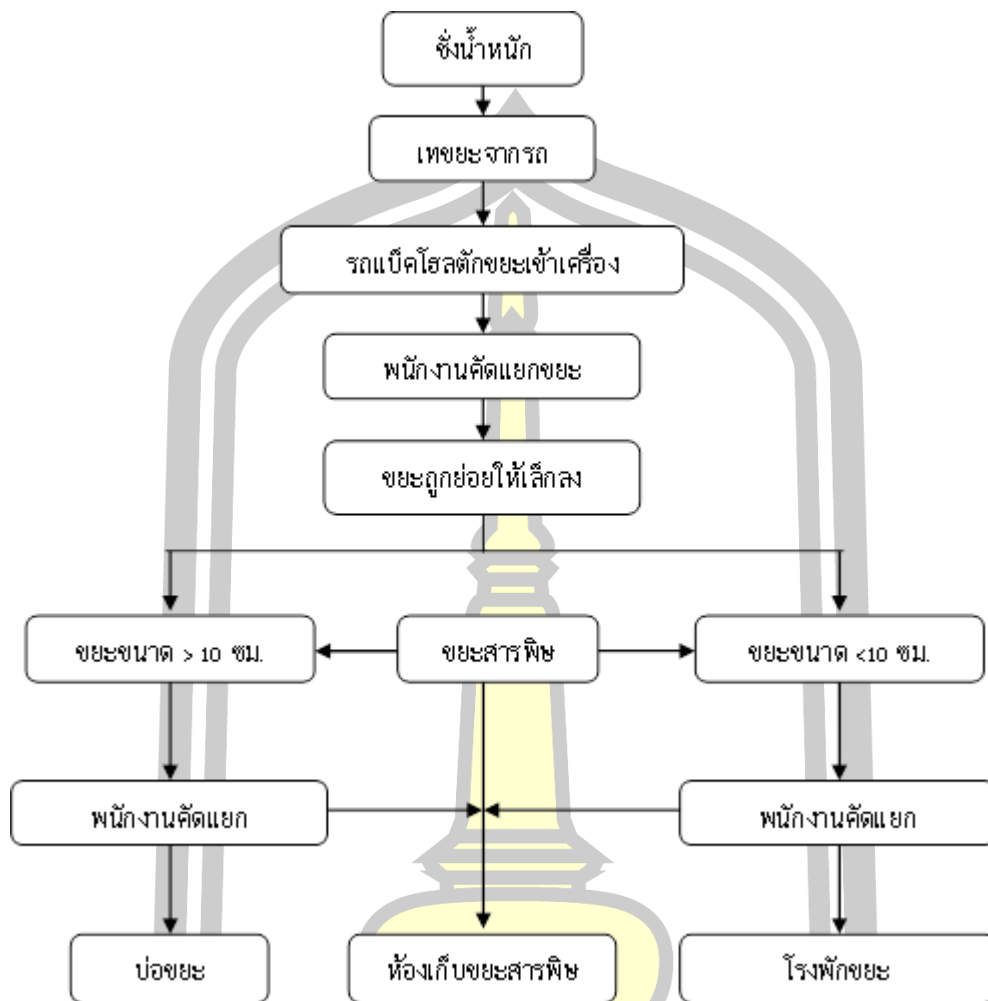 ชั่งน้ำหนัก
เทขยะจากรถ
รถแบ็คโฮลตักขยะเข้าเครื่อง
พนักงานคัดแยกขยะ
ขยะถูกย่อยให้เล็กลง
ขยะขนาด > 10 ซม.
ขยะสารพิษ
ขยะขนาด <10 ซม.
พนักงานคัดแยก
พนักงานคัดแยก
บ่อขยะ
ห้องเก็บขยะสารพิษ
โรงพักขยะ